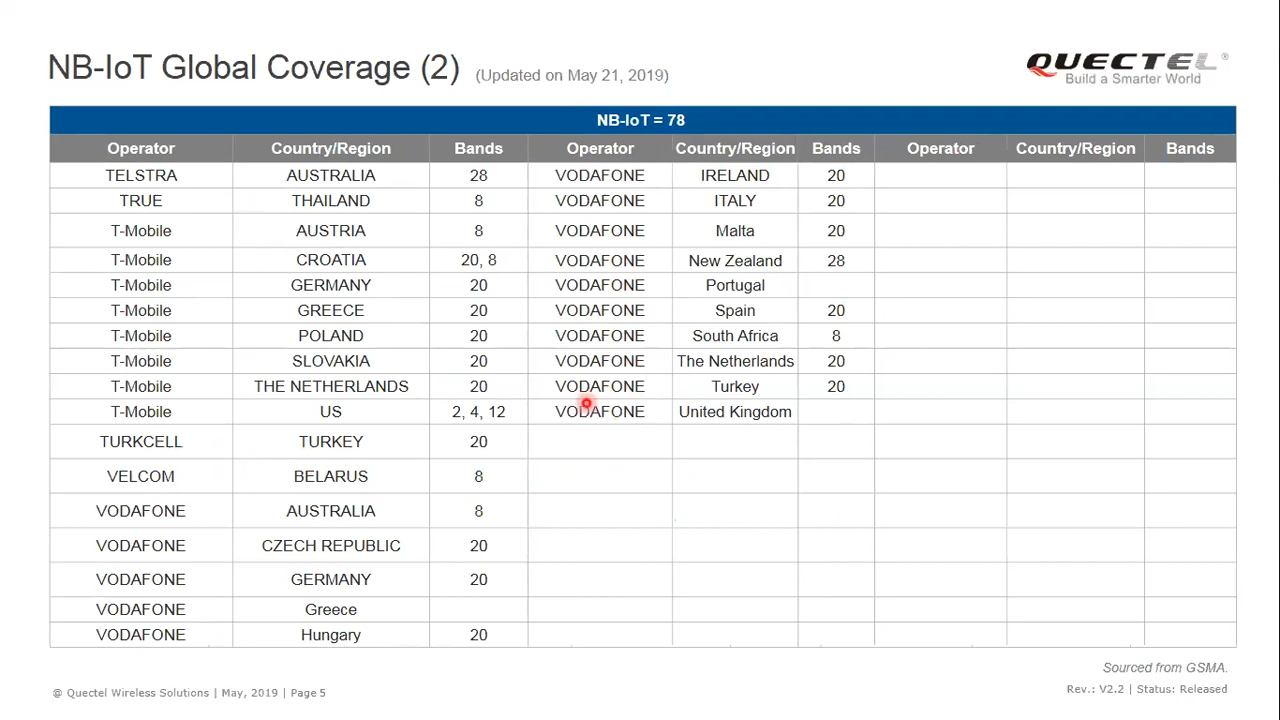 NB-IoT Global Coverage (2) (Updated on May 21, 2019)
QUECTEL®
Build a Smarter World
NB-IoT = 78
Operator Country/Region Bands Operator Country/Region Bands Operator Country/Region Bands
TELSTRA AUSTRALIA 28 VODAFONE IRELAND 20
TRUE THAILAND 8 VODAFONE ITALY 20
T-Mobile AUSTRIA 8 VODAFONE Malta 20
T-Mobile CROATIA 20, 8 VODAFONE New Zealand 28
T-Mobile GERMANY 20 VODAFONE Portugal
T-Mobile GREECE 20 VODAFONE Spain 20
T-Mobile POLAND 20 VODAFONE South Africa 8
T-Mobile SLOVAKIA 20 VODAFONE The Netherlands 20
T-Mobile THE NETHERLANDS 20 VODAFONE Turkey 20
T-Mobile US 2, 4, 12 VODAFONE United Kingdom
TURKCELL TURKEY 20
VELCOM BELARUS 8
VODAFONE AUSTRALIA 8
VODAFONE CZECH REPUBLIC 20
VODAFONE GERMANY 20
VODAFONE Greece
VODAFONE Hungary 20
Sourced from GSMA.
@ Quectel Wireless Solutions | May, 2019 | Page 5
Rev.: V2.2 | Status: Released